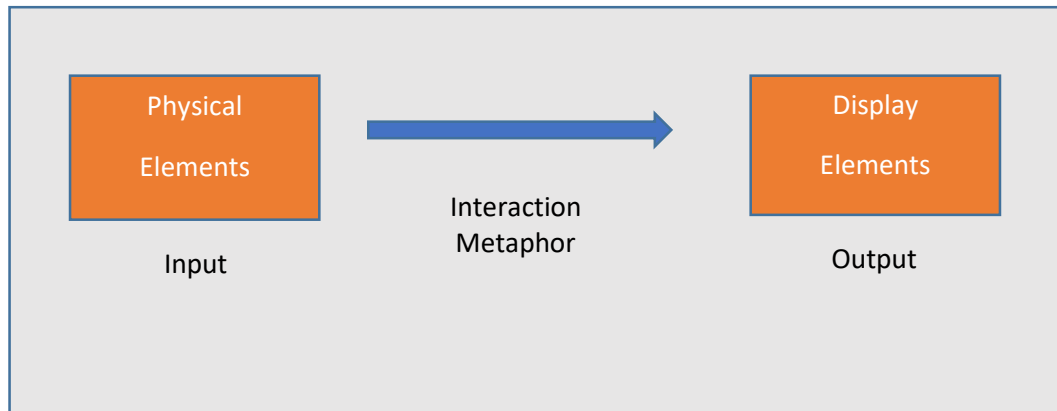 Physical
Elements
Input
Interaction
Metaphor
Display
Elements
Output